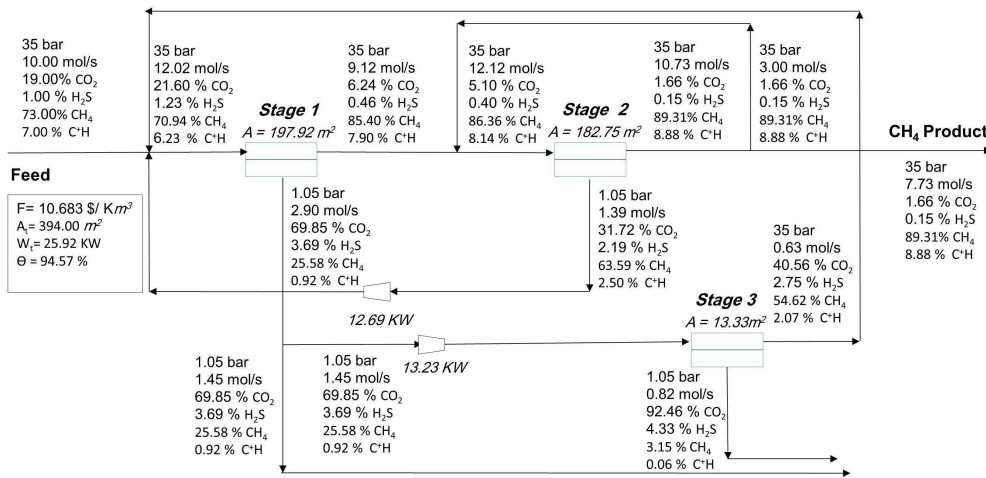 35 bar
10.00 mol/s
19.00% CO₂
1.00 % H₂S
73.00% CH₄
7.00 % C⁺H
35 bar
12.02 mol/s
21.60 % CO₂
1.23 % H₂S
70.94 % CH₄
6.23 % C⁺H
Stage 1
A = 197.92 m²
35 bar
9.12 mol/s
6.24 % CO₂
0.46 % H₂S
85.40 % CH₄
7.90 % C⁺H
35 bar
12.12 mol/s
5.10 % CO₂
0.40 % H₂S
86.36 % CH₄
8.14 % C⁺H
Stage 2
A = 182.75 m²
35 bar
10.73 mol/s
1.66 % CO₂
0.15 % H₂S
89.31% CH₄
8.88 % C⁺H
35 bar
3.00 mol/s
1.66 % CO₂
0.15 % H₂S
89.31% CH₄
8.88 % C⁺H
CH₄ Product
35 bar
7.73 mol/s
1.66 % CO₂
0.15 % H₂S
89.31% CH₄
8.88 % C⁺H
Feed
F= 10.683 $/ Km³
Aₜ= 394.00 m²
Wₜ= 25.92 KW
Θ = 94.57 %
1.05 bar
2.90 mol/s
69.85% CO₂
3.69 % H₂S
25.58 % CH₄
0.92 % C⁺H
12.69 KW
1.05 bar
1.39 mol/s
31.72 % CO₂
2.19 % H₂S
63.59 % CH₄
2.50 % C⁺H
35 bar
0.63 mol/s
40.56 % CO₂
2.75 % H₂S
54.62 % CH₄
2.07 % C⁺H
Stage 3
A = 13.33m²
13.23 KW
1.05 bar
1.45 mol/s
69.85 % CO₂
3.69 % H₂S
25.58 % CH₄
0.92 % C⁺H
1.05 bar
1.45 mol/s
69.85 % CO₂
3.69 % H₂S
25.58 % CH₄
0.92 % C⁺H
1.05 bar
0.82 mol/s
92.46 % CO₂
4.33 % H₂S
3.15 % CH₄
0.06 % C⁺H